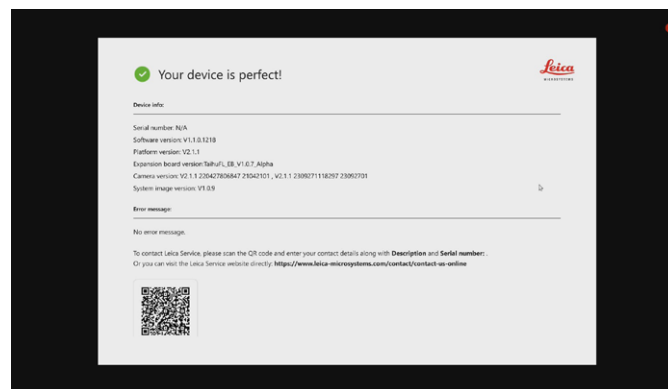 Your device is perfect!
Leica
MICROSYSTEMS
Device info:
Serial number: N/A
Software version: V1.1.0.1218
Platform version: V2.1.1
Expansion board version:TaihuFL_EB_V1.0.7_Alpha
Camera version: V2.1.1 220427806847 21042101 , V2.1.1 2309271118297 23092701
System image version: V1.0.9
Error message:
No error message.
To contact Leica Service, please scan the QR code and enter your contact details along with Description and Serial number: .
Or you can visit the Leica Service website directly: https://www.leica-microsystems.com/contact/contact-us-online